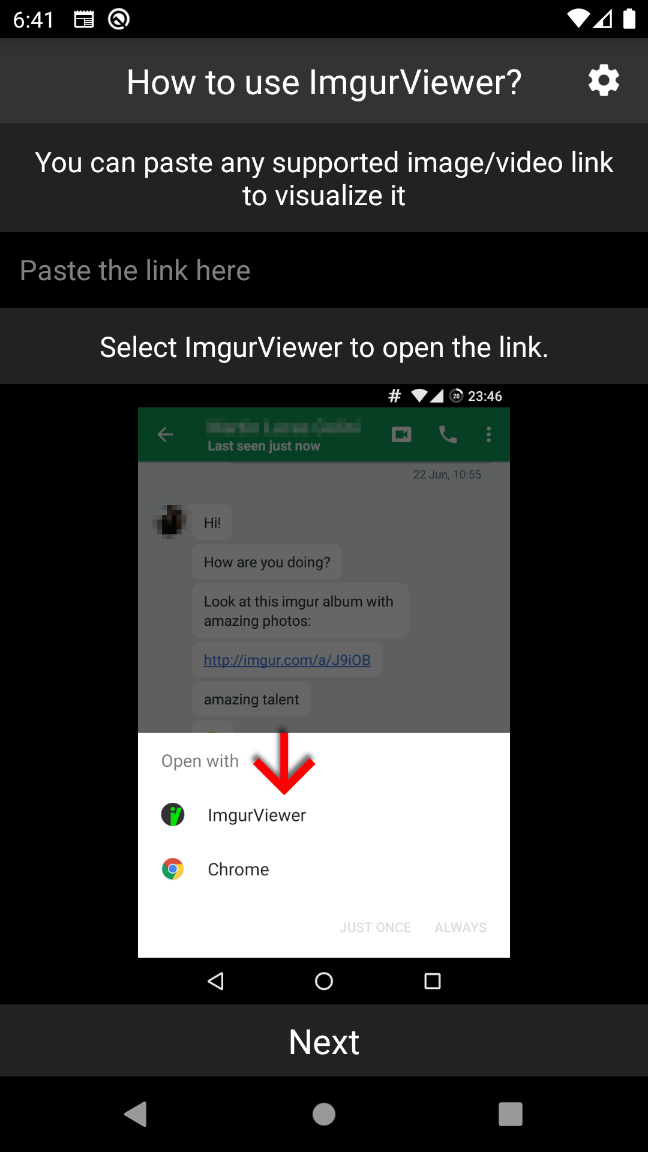 6:41
How to use ImgurViewer?
You can paste any supported image/video link
to visualize it
Paste the link here
Select ImgurViewer to open the link.
# 20 23:46
Last seen just now
22 Jun, 10:55
Hi!
How are you doing?
Look at this imgur album with
amazing photos:
http://imgur.com/a/J9iOB
amazing talent
Open with
ImgurViewer
Chrome
JUST ONCE ALWAYS
Next